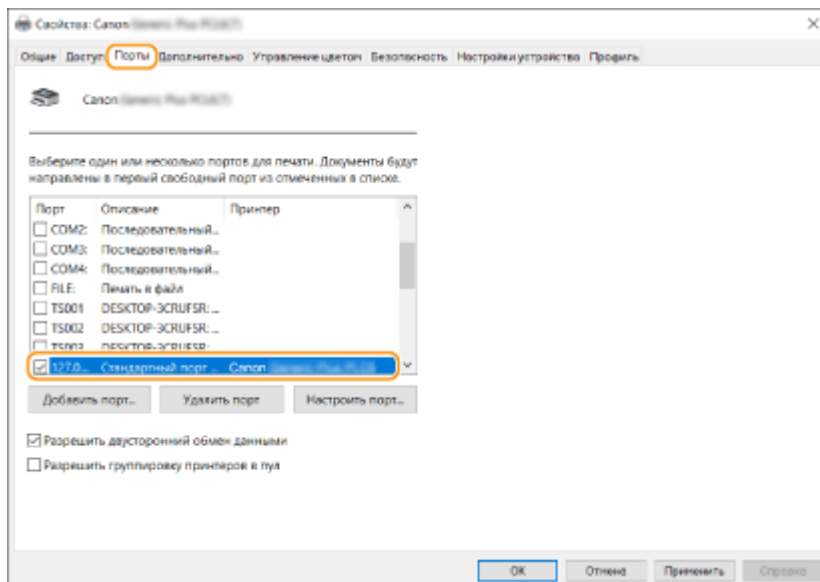 Свойства: Canon
Общие Доступ Порты Дополнительно Управление цветом Безопасность Настройки устройства Профиль
Canon
Выберите один или несколько портов для печати. Документы будут
направлены в первый свободный порт из отмеченных в списке.
Порт Описание Принтер
COM2: Последовательный...
COM3: Последовательный...
COM4: Последовательный...
FILE: Печать в файл
TS001 DESKTOP-3CRUFSR: ...
TS002 DESKTOP-3CRUFSR: ...
TS003 DESKTOP-3CRUFSR:
127.0... Стандартный порт ... Canon
Добавить порт... Удалить порт Настроить порт...
Разрешить двусторонний обмен данными
Разрешить группировку принтеров в пул
OK Отмена Применить Справка